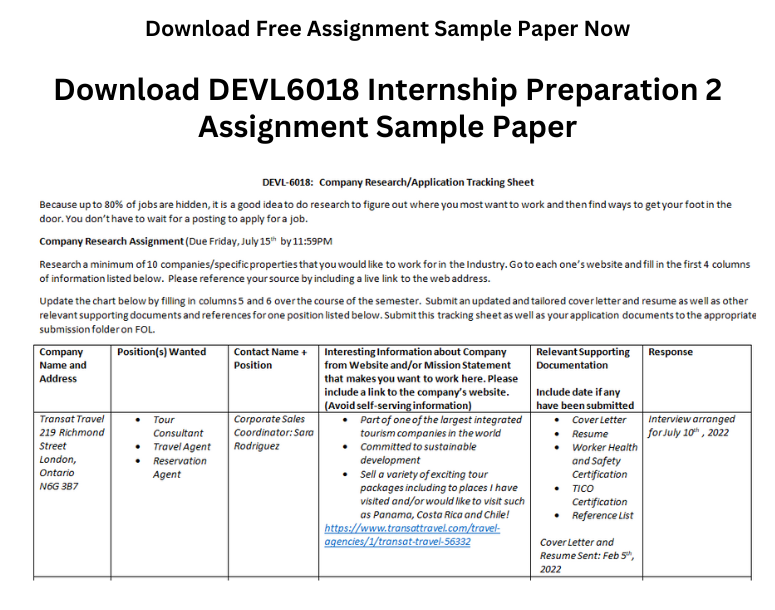 Download Free Assignment Sample Paper Now
Download DEVL6018 Internship Preparation 2
Assignment Sample Paper
DEVL-6018: Company Research/Application Tracking Sheet
Because up to 80% of jobs are hidden, it is a good idea to do research to figure out where you most want to work and then find ways to get your foot in the
door. You don't have to wait for a posting to apply for a job.
Company Research Assignment (Due Friday, July 15th by 11:59PM
Research a minimum of 10 companies/specific properties that you would like to work for in the Industry. Go to each one's website and fill in the first 4 columns
of information listed below. Please reference your source by including a live link to the web address.
Update the chart below by filling in columns 5 and 6 over the course of the semester. Submit an updated and tailored cover letter and resume as well as other
relevant supporting documents and references for one position listed below. Submit this tracking sheet as well as your application documents to the appropriate
submission folder on FOL.
Company
Name and
Address
Position(s) Wanted
Contact Name +
Position
Interesting Information about Company
from Website and/or Mission Statement
that makes you want to work here. Please
include a link to the company's website.
(Avoid self-serving information)
Relevant Supporting
Documentation
Include date if any
have been submitted
Response
Transat Travel
219 Richmond
Street
London,
Ontario
N6G 3B7
• Tour
Consultant
• Travel Agent
• Reservation
Agent
Corporate Sales
Coordinator: Sara
Rodriguez
• Part of one of the largest integrated
tourism companies in the world
• Committed to sustainable
development
• Sell a variety of exciting tour
packages including to places I have
visited and/or would like to visit such
as Panama, Costa Rica and Chile!
https://www.transattravel.com/travel-
agencies/1/transat-travel-56332
• Cover Letter
• Resume
• Worker Health
and Safety
Certification
• TICO
Certification
• Reference List
Cover Letter and
Resume Sent: Feb 5th,
2022
Interview arranged
for July 10th , 2022